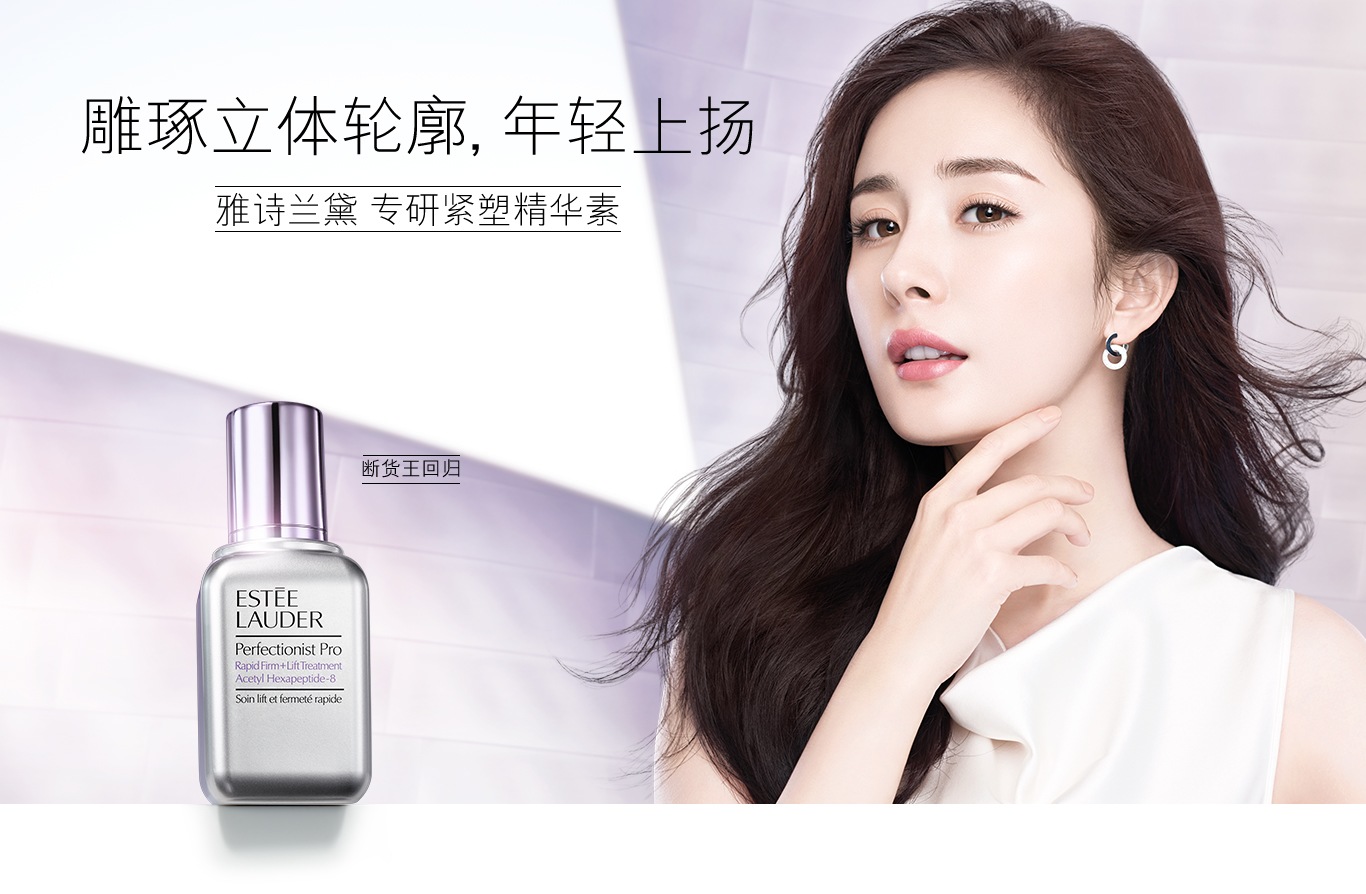 雕琢立体轮廓, 年轻上扬
雅诗兰黛 专研紧塑精华素
断货王回归
ESTĒE
LAUDER
Perfectionist Pro
Rapid Firm+Lift Treatment
Acetyl Hexapeptide-8
Soin lift et fermeté rapide